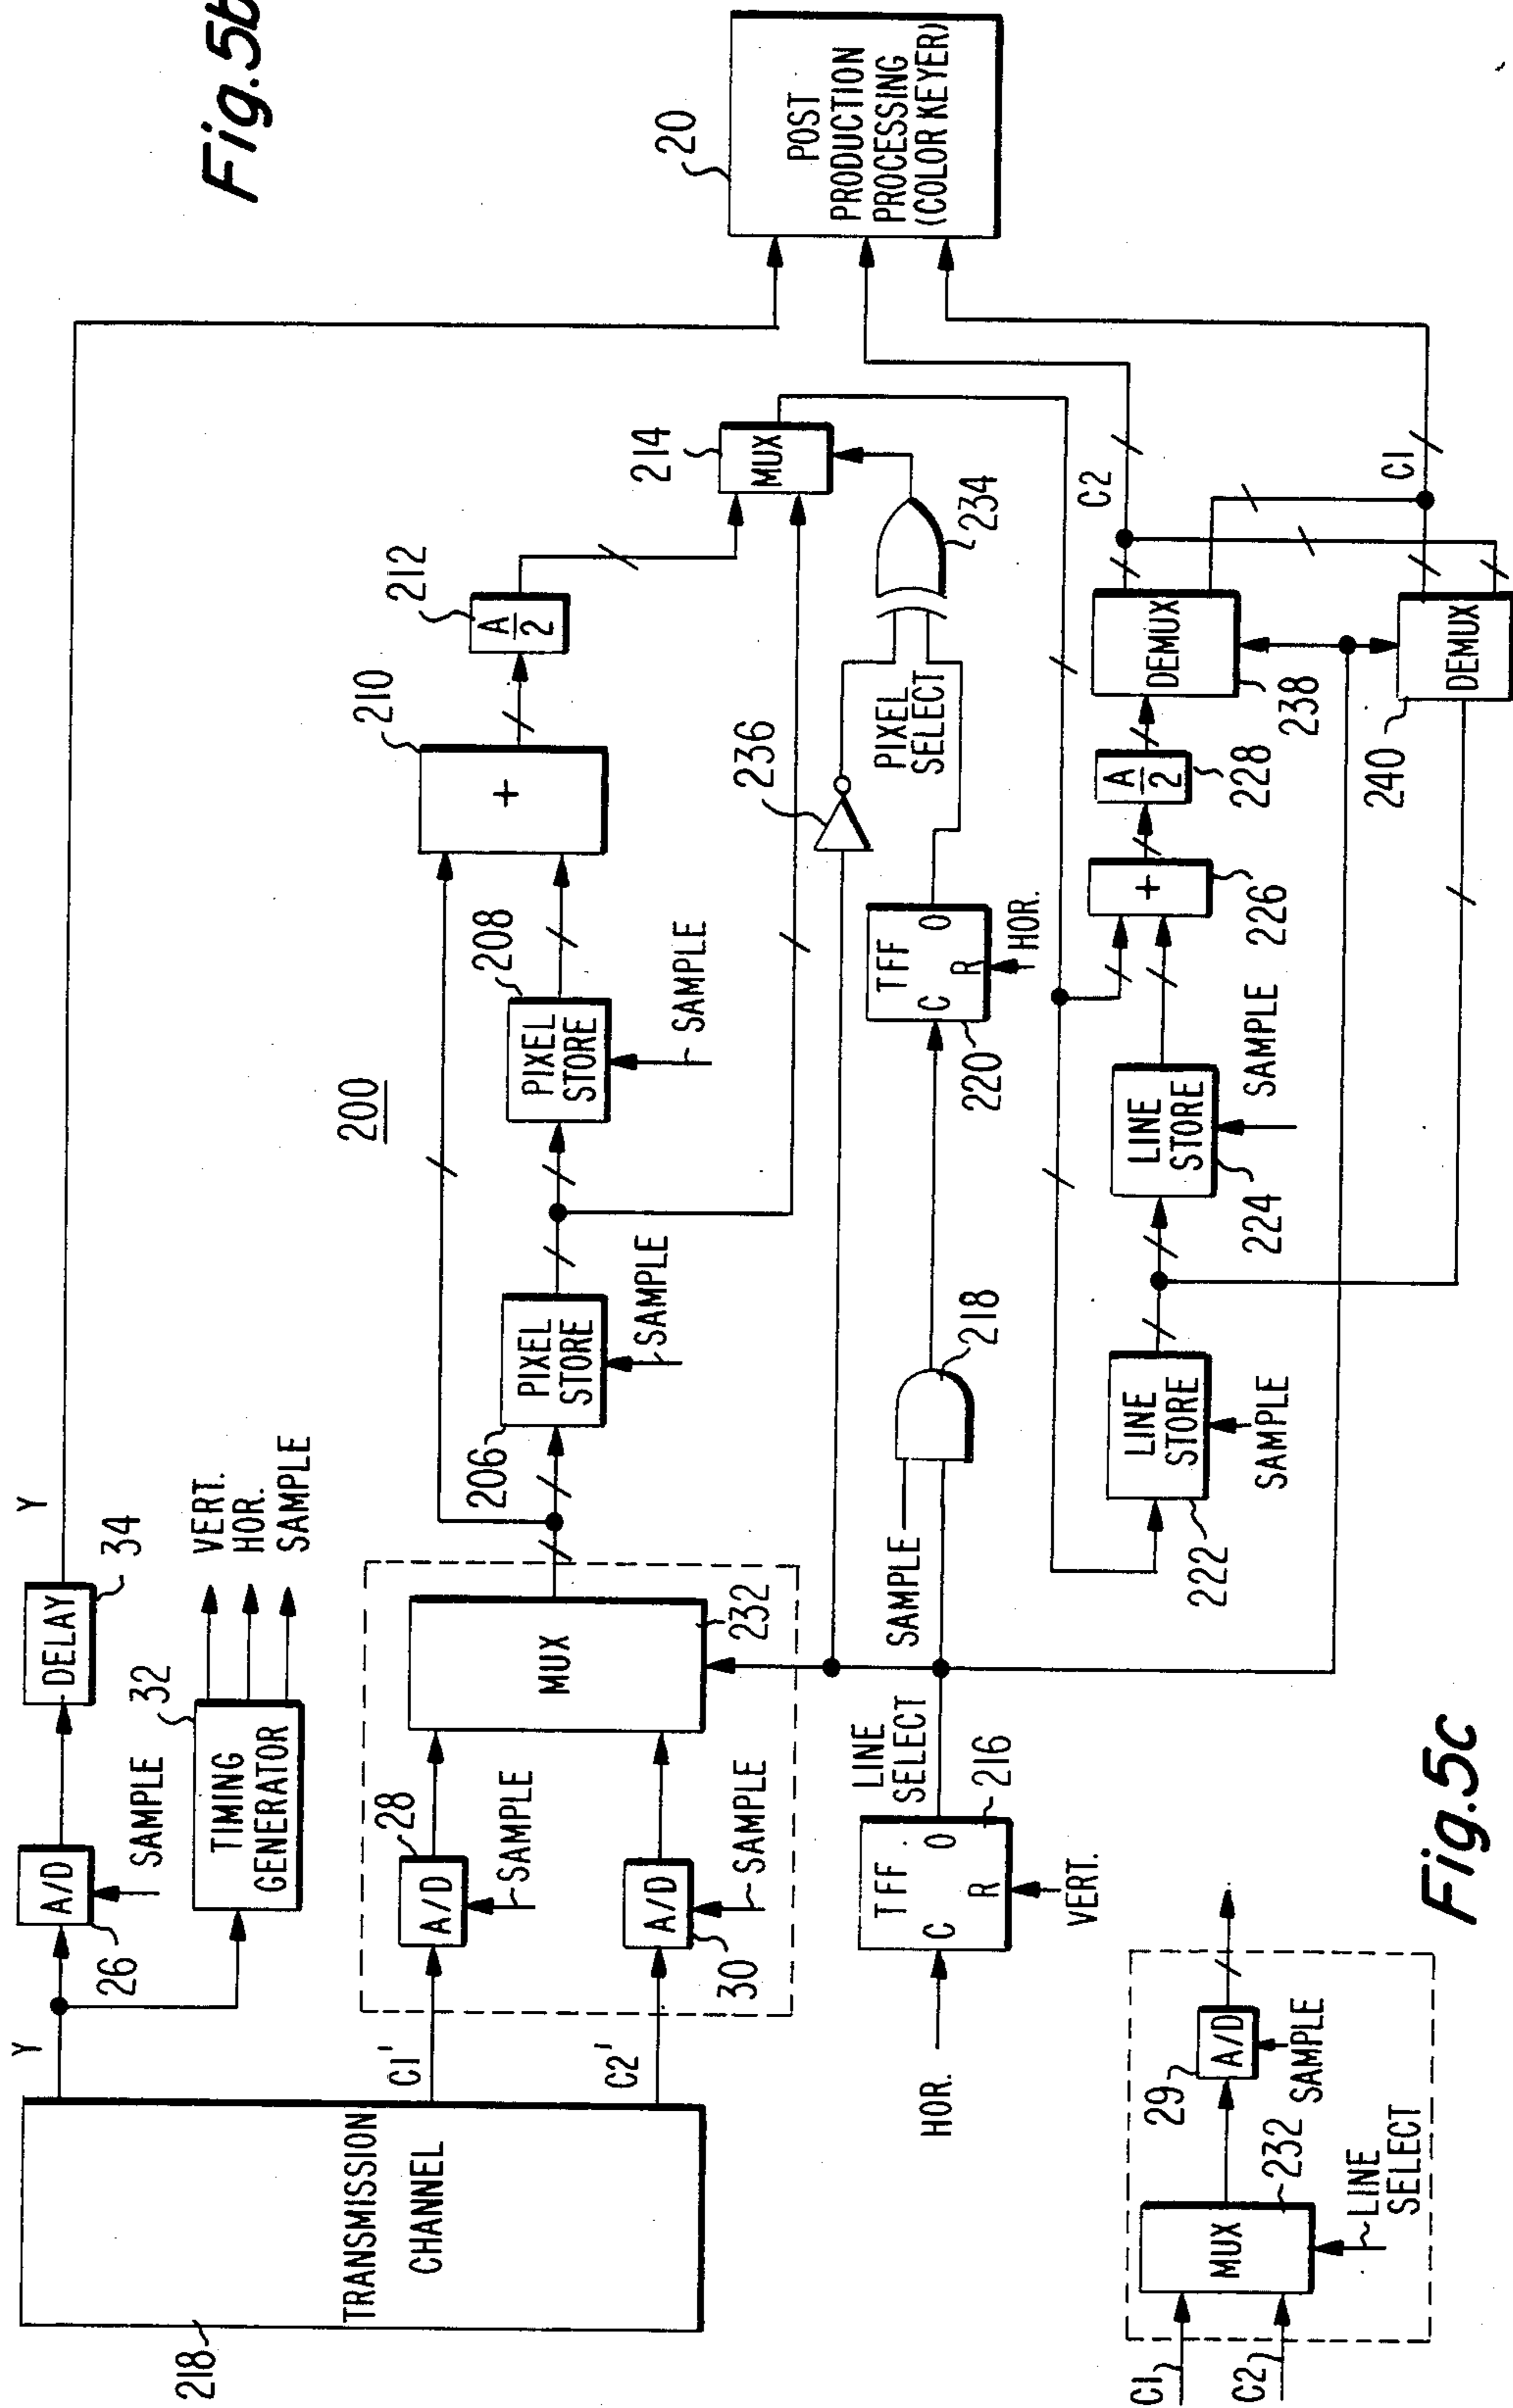 Fig.5b
Y
26
A/D
SAMPLE
DELAY
34
Y
32
TIMING
GENERATOR
VERT.
HOR.
SAMPLE
218
TRANSMISSION
CHANNEL
C1'
C2'
28
A/D
SAMPLE
30
A/D
SAMPLE
MUX
232
200
206
PIXEL
STORE
SAMPLE
208
PIXEL
STORE
SAMPLE
210
+
212
A
2
214
MUX
20
POST
PRODUCTION
PROCESSING
(COLOR KEYER)
236
PIXEL
SELECT
234
HOR.
TFF
C
O
R
VERT.
216
LINE
SELECT
SAMPLE
218
TFF
C
O
R
HOR.
220
222
LINE
STORE
SAMPLE
224
LINE
STORE
SAMPLE
226
+
228
A
2
238
DEMUX
240
DEMUX
C2
C1
C1
C2
MUX
232
LINE
SELECT
29
A/D
SAMPLE
Fig.5c